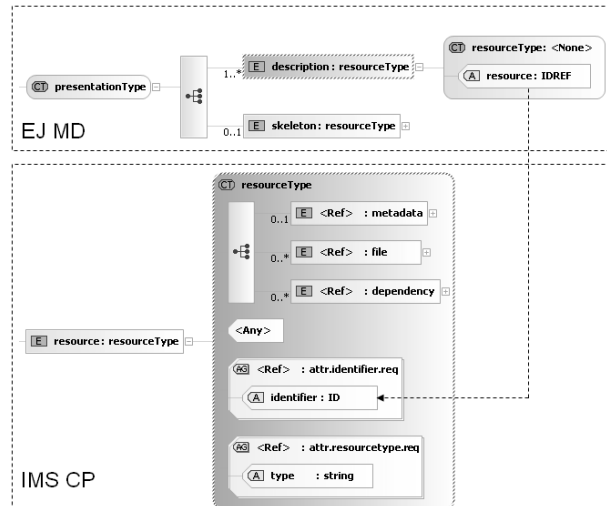 CT resourceType: <None>
E description: resourceType
CT presentationType
1..*
A resource: IDREF
E skeleton: resourceType
0..1
EJ MD
CT resourceType
E <Ref> : metadata
0..1
E <Ref> : file
0..*
E <Ref> : dependency
0..*
<Any>
E resource: resourceType
AG <Ref> : attr.identifier.req
A identifier: ID
AG <Ref> : attr.resourcetype.req
A type : string
IMS CP